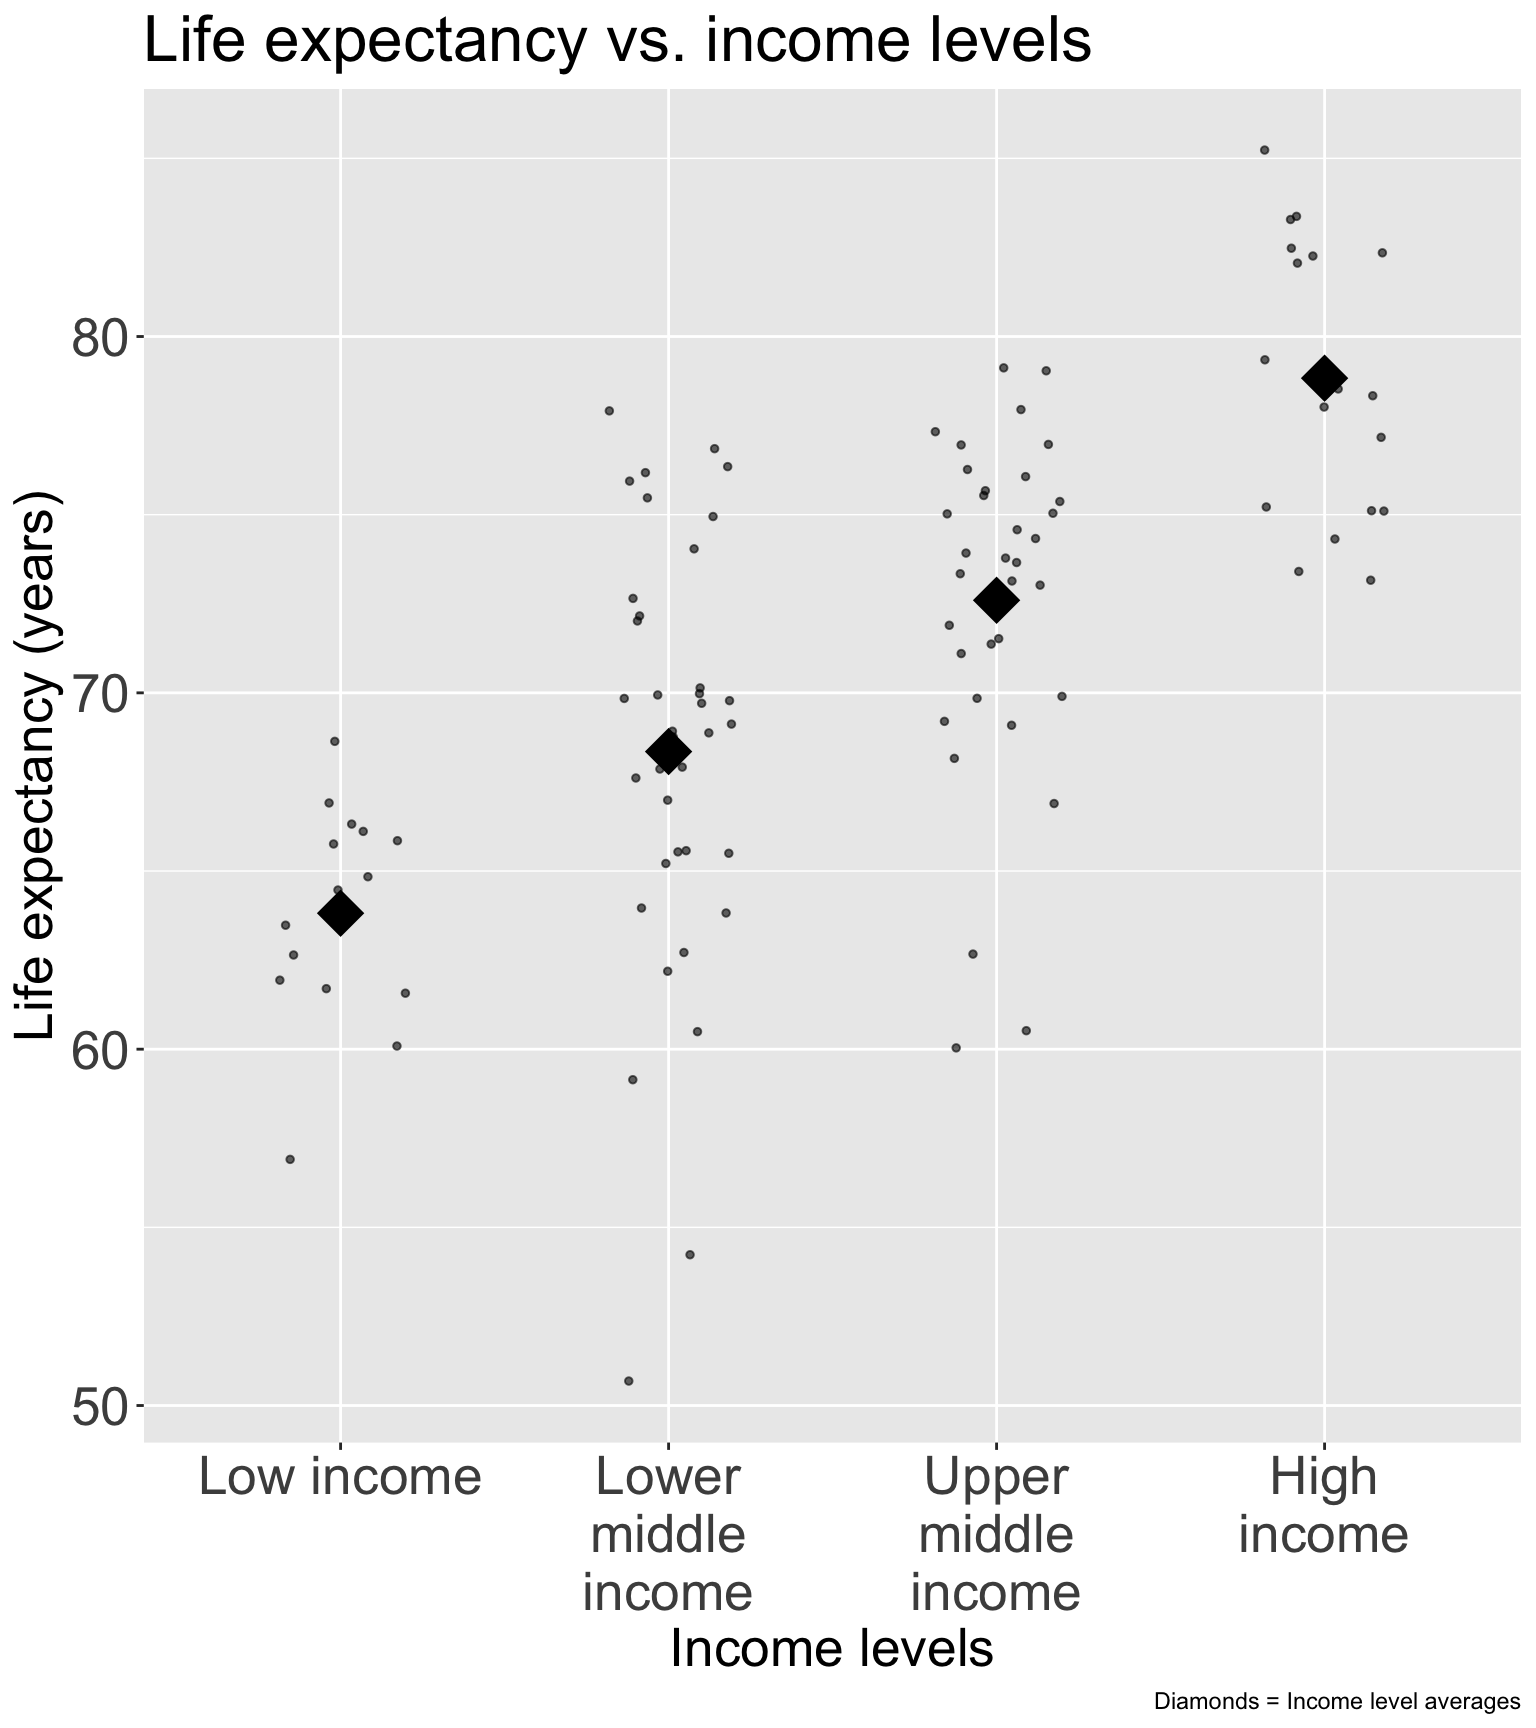 Life expectancy vs. income levels
Life expectancy (years)
80
70
60
50
Low income
Lower
middle
income
Upper
middle
income
High
income
Income levels
Diamonds = Income level averages